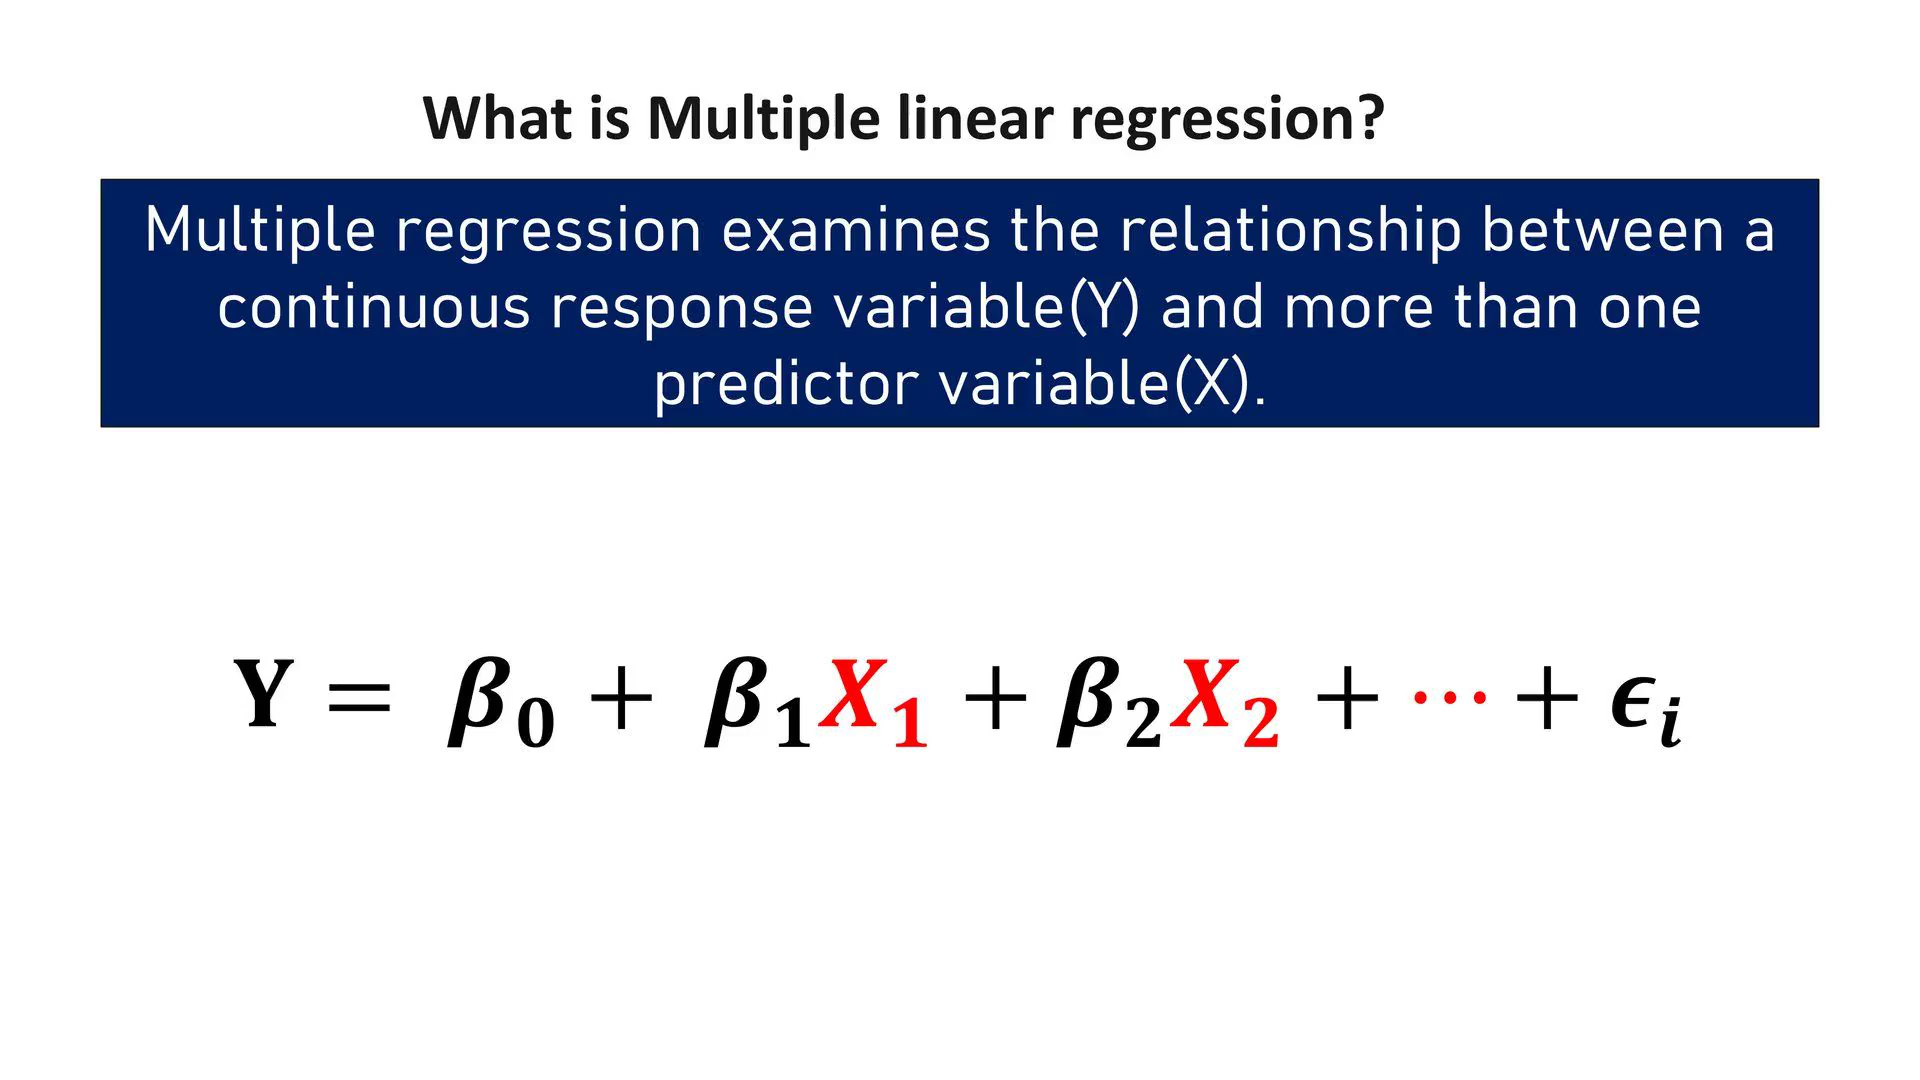 What is Multiple linear regression?
Multiple regression examines the relationship between a
continuous response variable(Y) and more than one
predictor variable(X).
Y = β₀ + β₁X₁ + β₂X₂ + ⋯ + ϵᵢ